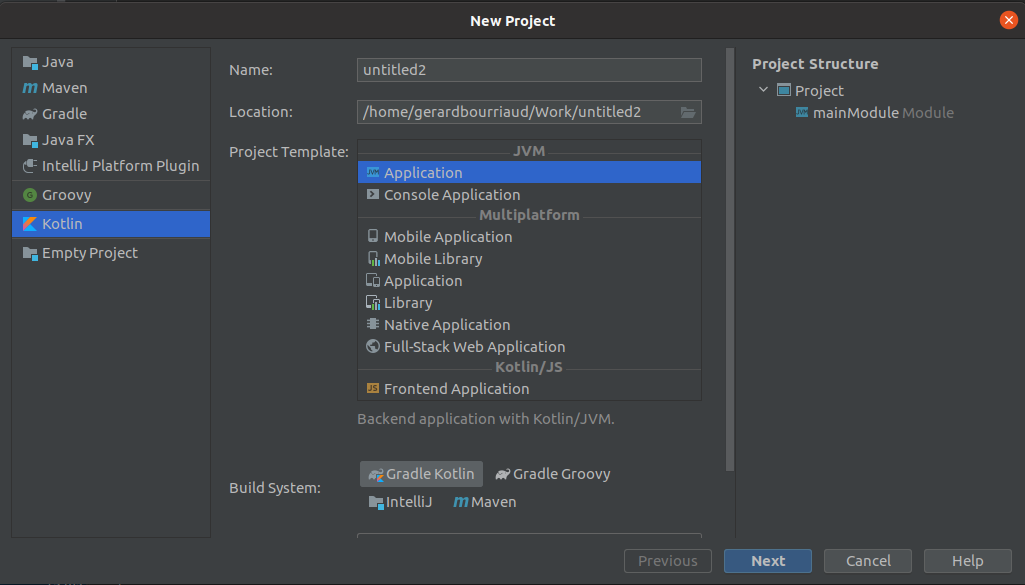 New Project
Java
Maven
Gradle
Java FX
IntelliJ Platform Plugin
Groovy
Kotlin
Empty Project
Name: untitled2
Location: /home/gerardbourriaud/Work/untitled2
Project Template:
JVM
Application
Console Application
Multiplatform
Mobile Application
Mobile Library
Application
Library
Native Application
Full-Stack Web Application
Kotlin/JS
Frontend Application
Backend application with Kotlin/JVM.
Build System:
Gradle Kotlin Gradle Groovy
IntelliJ Maven
Project Structure
Project
mainModule Module
Previous Next Cancel Help